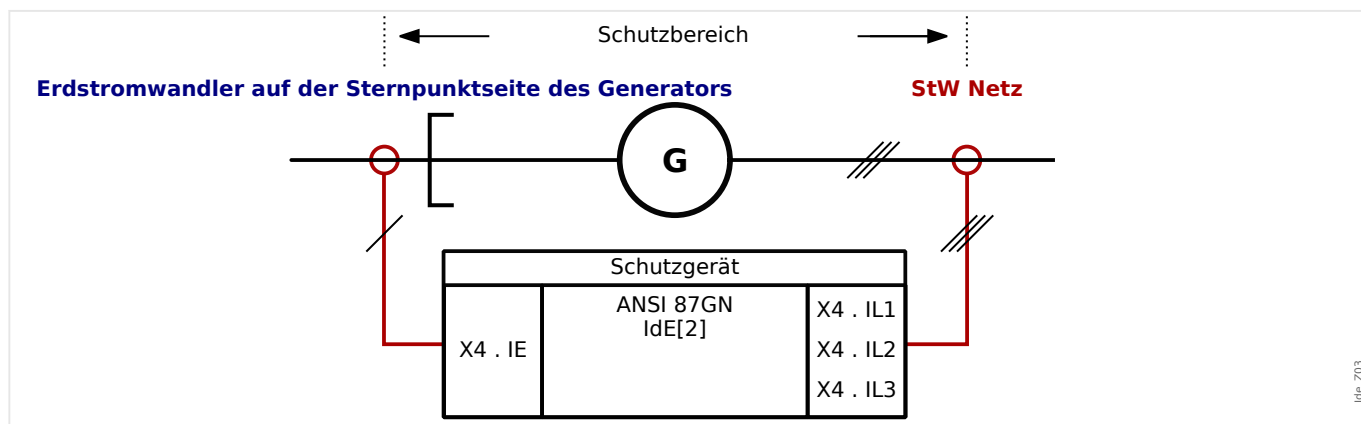 Schutzbereich
Erdstromwandler auf der Sternpunktseite des Generators
StW Netz
G
Schutzgerät
X4 . IE
ANSI 87GN
IdE[2]
X4 . IL1
X4 . IL2
X4 . IL3
Ide_Z03